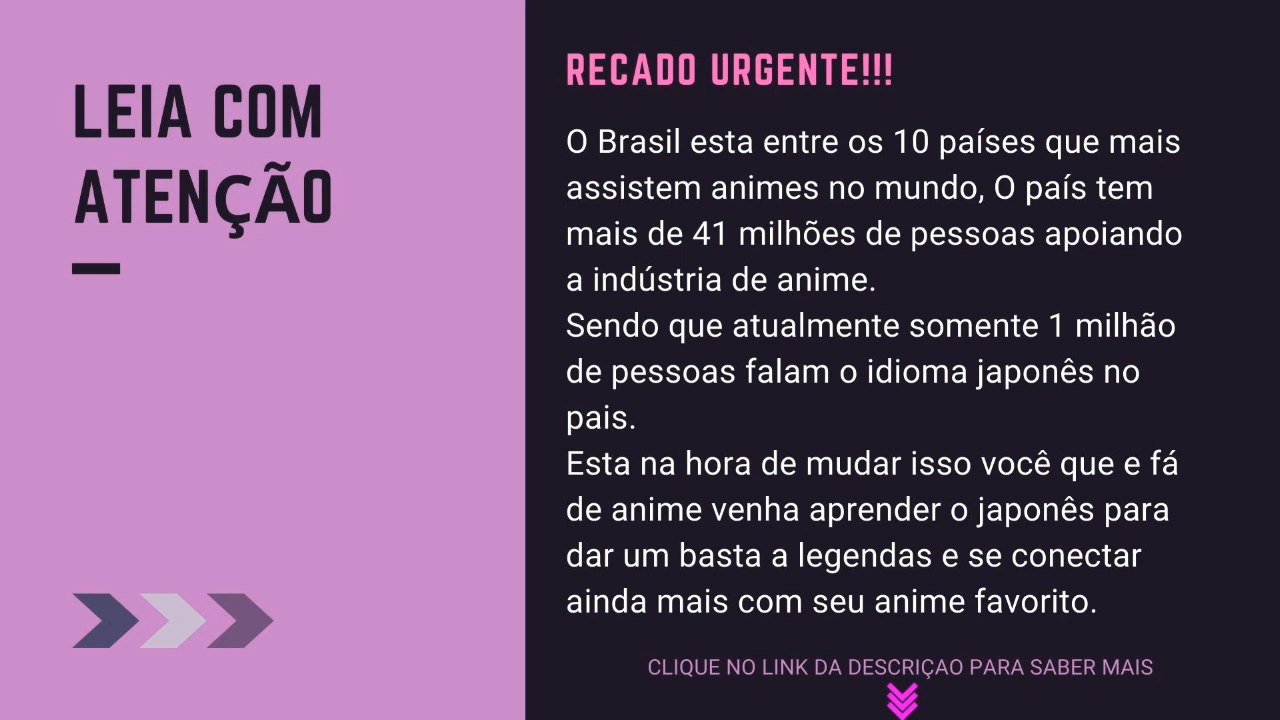 LEIA COM
ATENÇÃO
RECADO URGENTE!!!
O Brasil esta entre os 10 países que mais
assistem animes no mundo, O país tem
mais de 41 milhões de pessoas apoiando
a indústria de anime.
Sendo que atualmente somente 1 milhão
de pessoas falam o idioma japonês no
pais.
Esta na hora de mudar isso você que e fá
de anime venha aprender o japonês para
dar um basta a legendas e se conectar
ainda mais com seu anime favorito.
CLIQUE NO LINK DA DESCRIÇAO PARA SABER MAIS